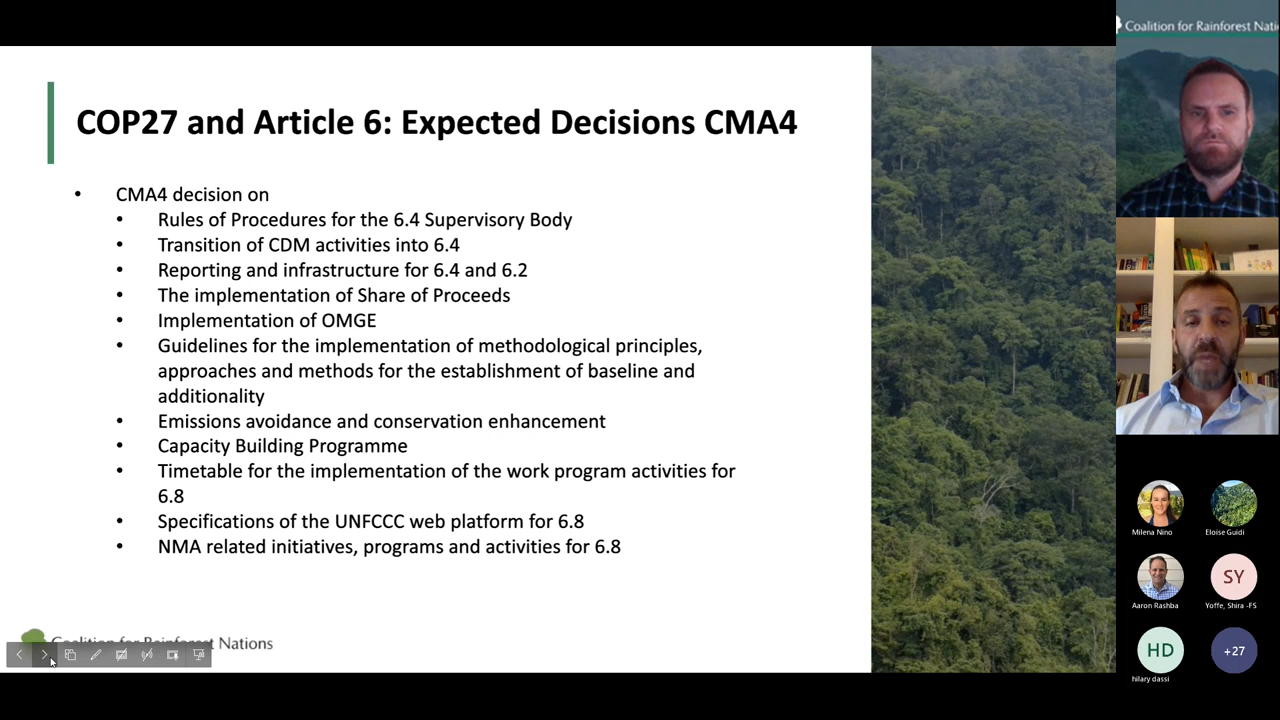 COP27 and Article 6: Expected Decisions CMA4
• CMA4 decision on
• Rules of Procedures for the 6.4 Supervisory Body
• Transition of CDM activities into 6.4
• Reporting and infrastructure for 6.4 and 6.2
• The implementation of Share of Proceeds
• Implementation of OMGE
• Guidelines for the implementation of methodological principles,
approaches and methods for the establishment of baseline and
additionality
• Emissions avoidance and conservation enhancement
• Capacity Building Programme
• Timetable for the implementation of the work program activities for
6.8
• Specifications of the UNFCCC web platform for 6.8
• NMA related initiatives, programs and activities for 6.8
Coalition for Rainforest Nations
Coalition for Rainforest Nati
Milena Nino
Eloise Guidi
Aaron Rashba
SY
Yoffe, Shira -FS
HD
hilary dassi
+27